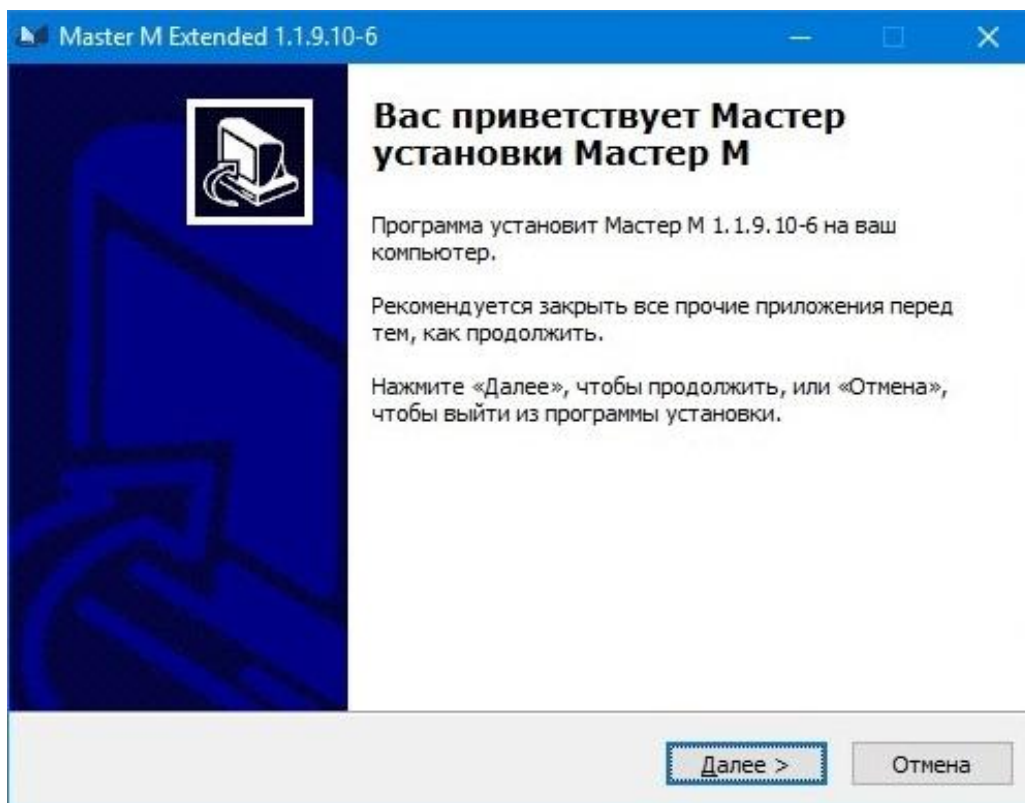 Master M Extended 1.1.9.10-6
Вас приветствует Мастер
установки Мастер М
Программа установит Мастер М 1.1.9.10-6 на ваш
компьютер.
Рекомендуется закрыть все прочие приложения перед
тем, как продолжить.
Нажмите «Далее», чтобы продолжить, или «Отмена»,
чтобы выйти из программы установки.
Далее >
Отмена